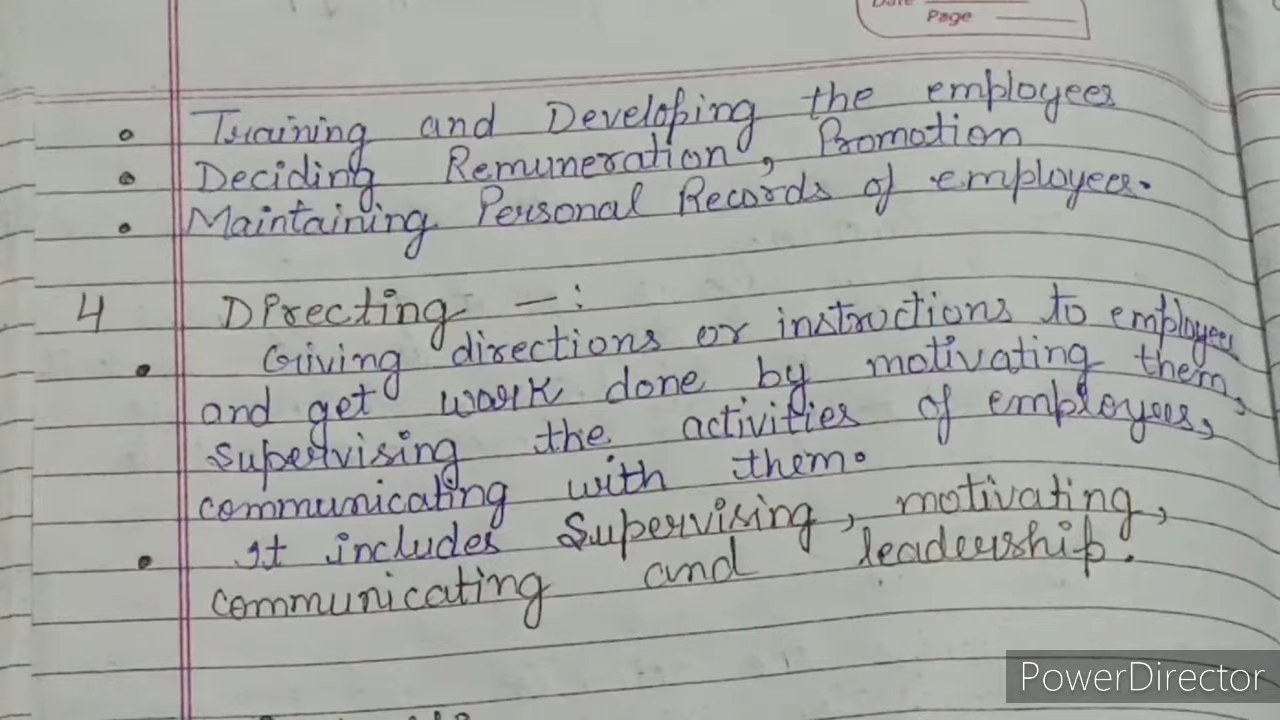 Page
Training and Developing the employees
Deciding Remuneration, Promotion
Maintaining Personal Records of employees.
4 Directing —:
Giving directions or instructions to employees
and get work done by motivating them,
supervising the activities of employees,
communicating with them.
It includes Supervising, motivating,
communicating and leadership.
PowerDirector